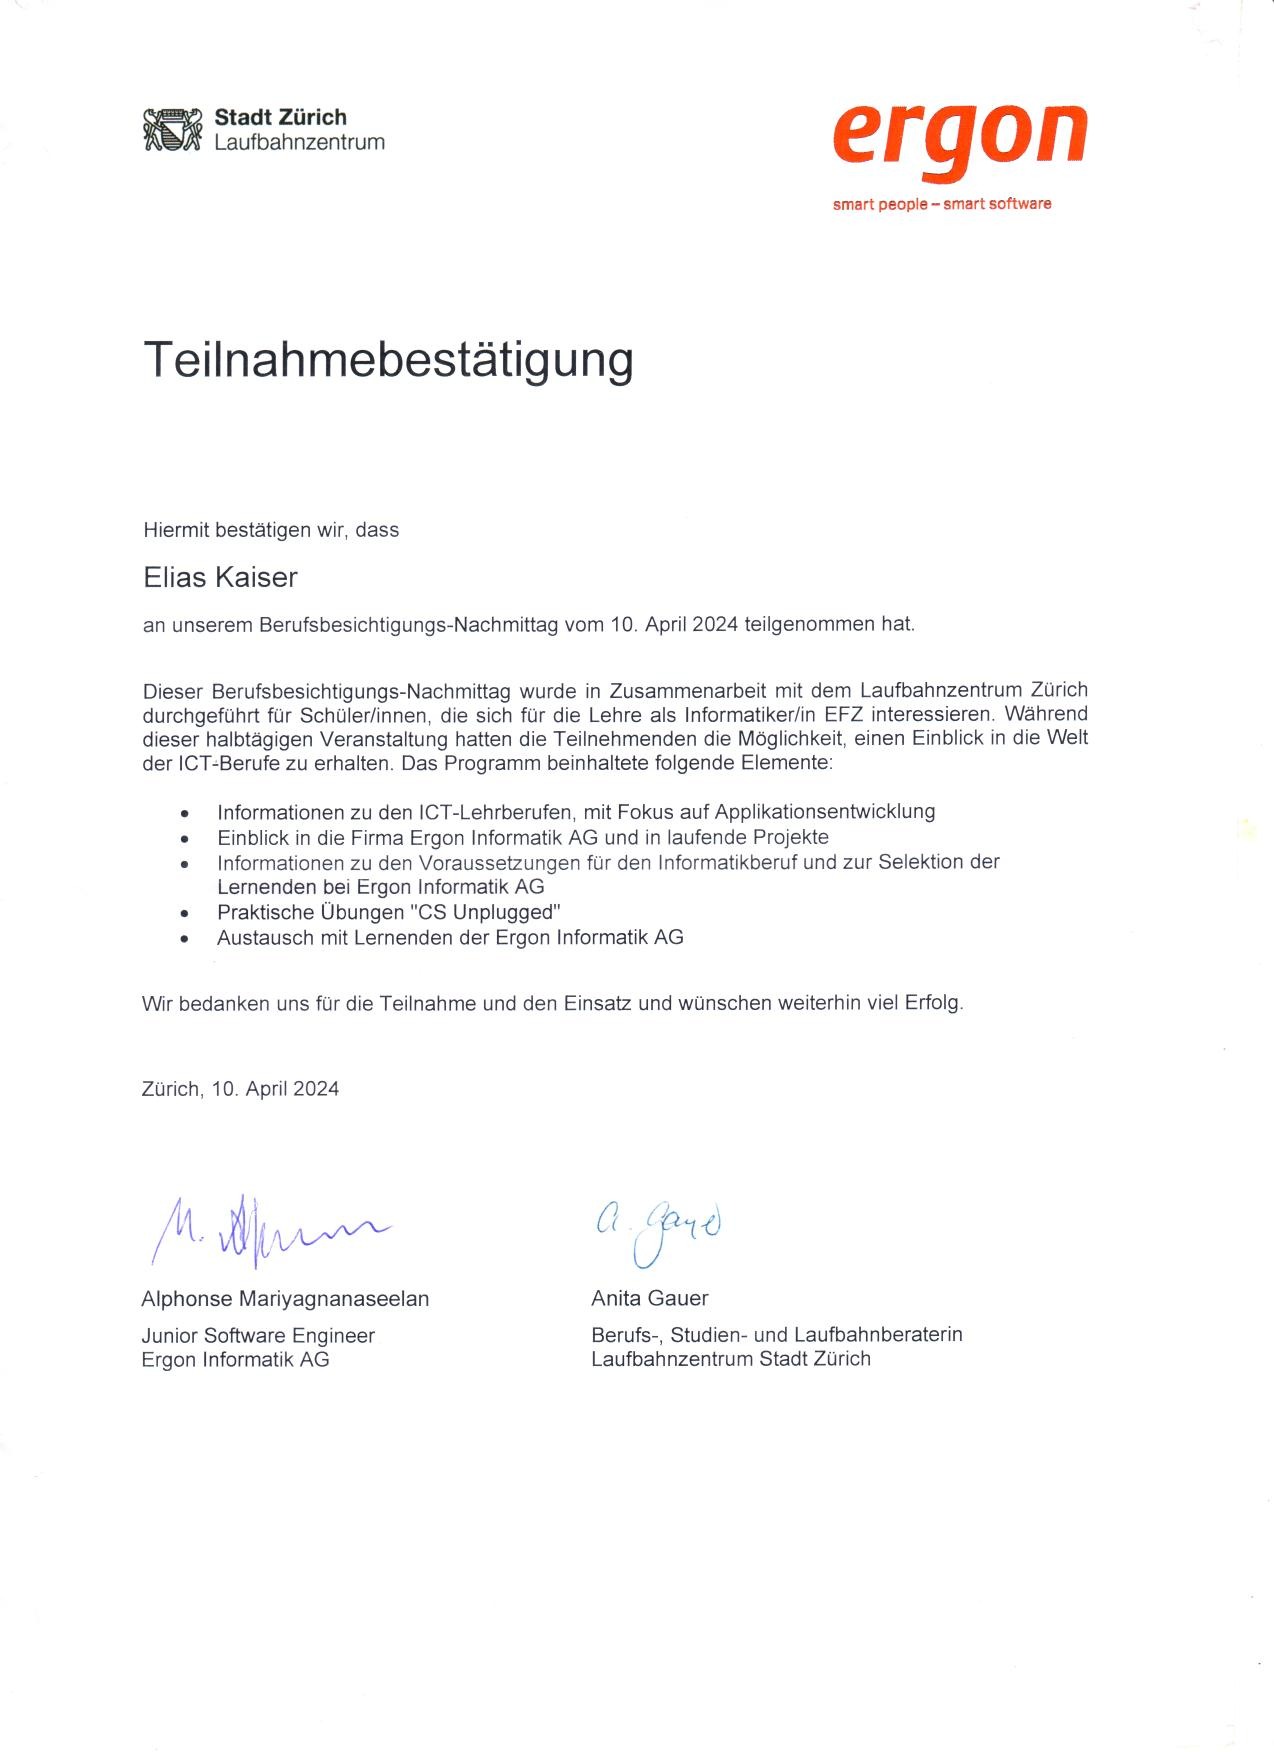 Stadt Zürich
Laufbahnzentrum
ergon
smart people – smart software
Teilnahmebestätigung
Hiermit bestätigen wir, dass
Elias Kaiser
an unserem Berufsbesichtigungs-Nachmittag vom 10. April 2024 teilgenommen hat.
Dieser Berufsbesichtigungs-Nachmittag wurde in Zusammenarbeit mit dem Laufbahnzentrum Zürich
durchgeführt für Schüler/innen, die sich für die Lehre als Informatiker/in EFZ interessieren. Während
dieser halbtägigen Veranstaltung hatten die Teilnehmenden die Möglichkeit, einen Einblick in die Welt
der ICT-Berufe zu erhalten. Das Programm beinhaltete folgende Elemente:
• Informationen zu den ICT-Lehrberufen, mit Fokus auf Applikationsentwicklung
• Einblick in die Firma Ergon Informatik AG und in laufende Projekte
• Informationen zu den Voraussetzungen für den Informatikberuf und zur Selektion der
Lernenden bei Ergon Informatik AG
• Praktische Übungen "CS Unplugged"
• Austausch mit Lernenden der Ergon Informatik AG
Wir bedanken uns für die Teilnahme und den Einsatz und wünschen weiterhin viel Erfolg.
Zürich, 10. April 2024
Alphonse Mariyagnanaseelan
Anita Gauer
Junior Software Engineer
Berufs-, Studien- und Laufbahnberaterin
Ergon Informatik AG
Laufbahnzentrum Stadt Zürich